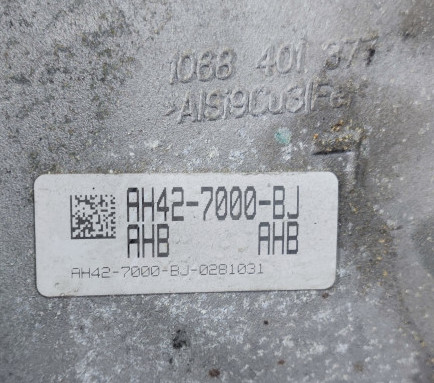 1068 401 377
>AlSi9Cu3(Fe)
AH42-7000-BJ
AHB AHB
AH42-7000-BJ-0281031